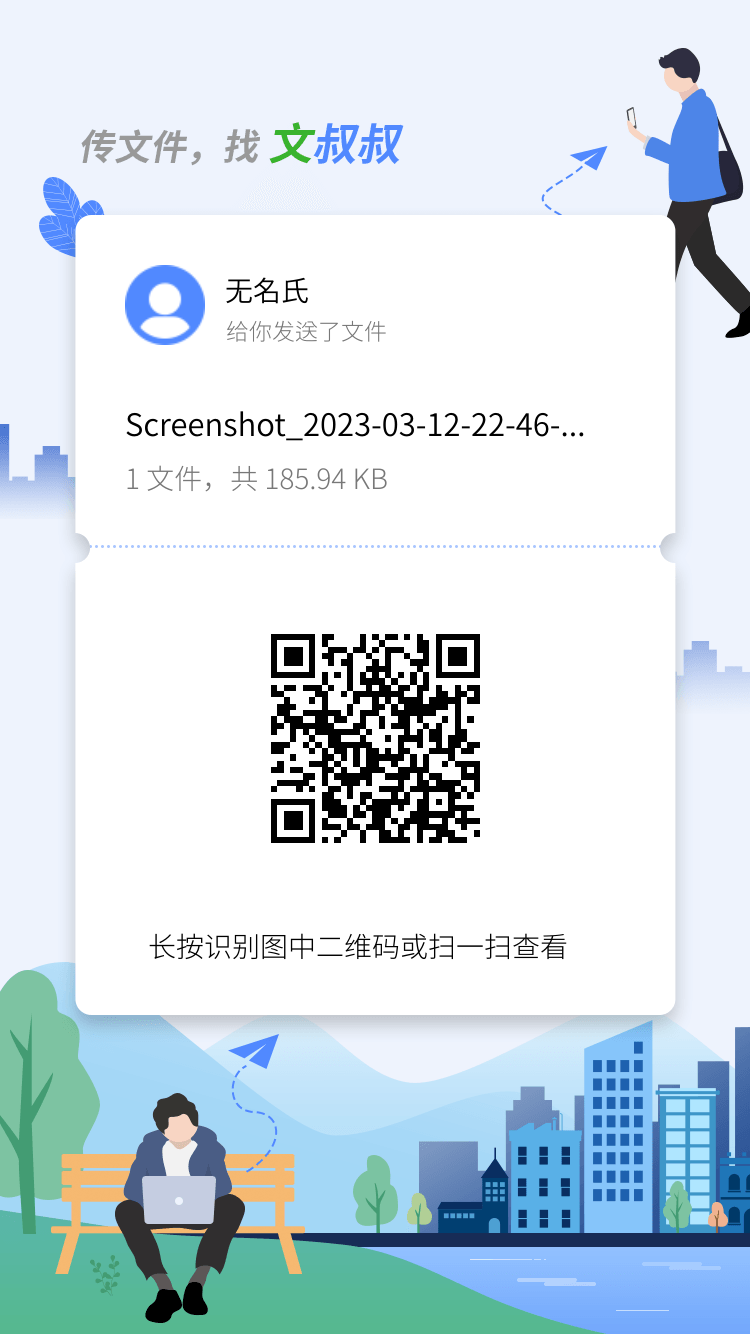 传文件，找 文叔叔
无名氏
给你发送了文件
Screenshot_2023-03-12-22-46-...
1 文件，共 185.94 KB
长按识别图中二维码或扫一扫查看